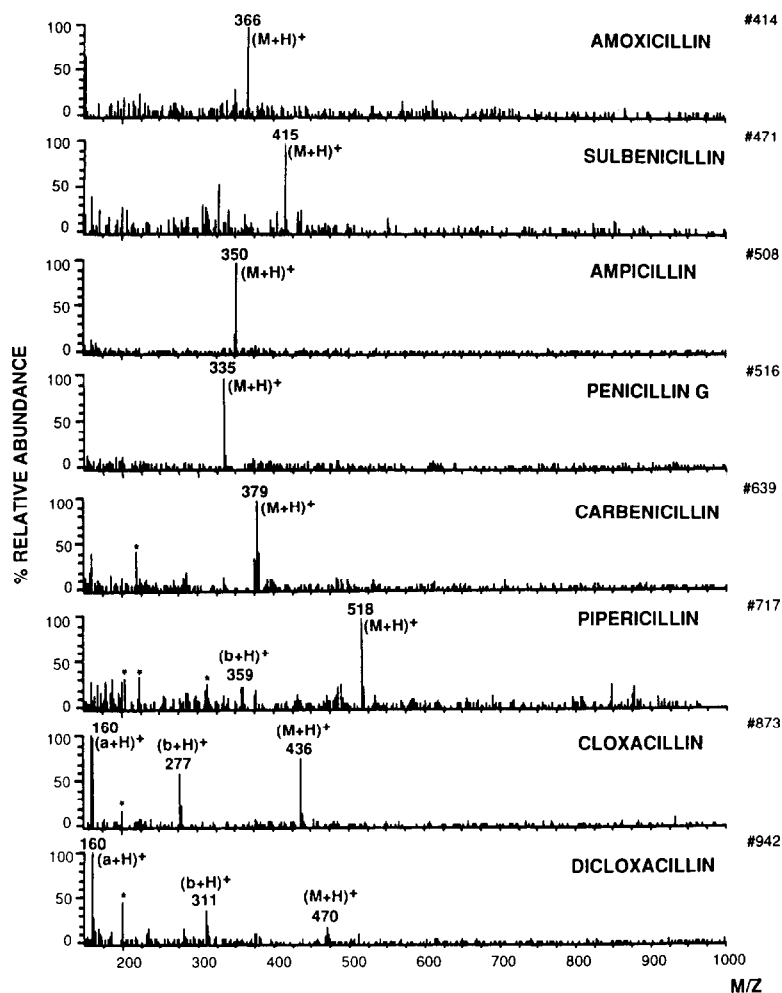 #414
366
(M+H)+
AMOXICILLIN
100
50
0
#471
415
(M+H)+
SULBENICILLIN
100
50
0
#508
350
(M+H)+
AMPICILLIN
100
50
0
#516
335
(M+H)+
PENICILLIN G
100
50
0
#639
379
(M+H)+
CARBENICILLIN
100
50
0
*
#717
518
(M+H)+
PIPERICILLIN
100
50
0
(b+H)+
359
* * *
#873
160
(a+H)+
(b+H)+
277
(M+H)+
436
CLOXACILLIN
100
50
0
*
#942
160
(a+H)+
(b+H)+
311
(M+H)+
470
DICLOXACILLIN
100
50
0
*
200 300 400 500 600 700 800 900 1000
M/Z
% RELATIVE ABUNDANCE